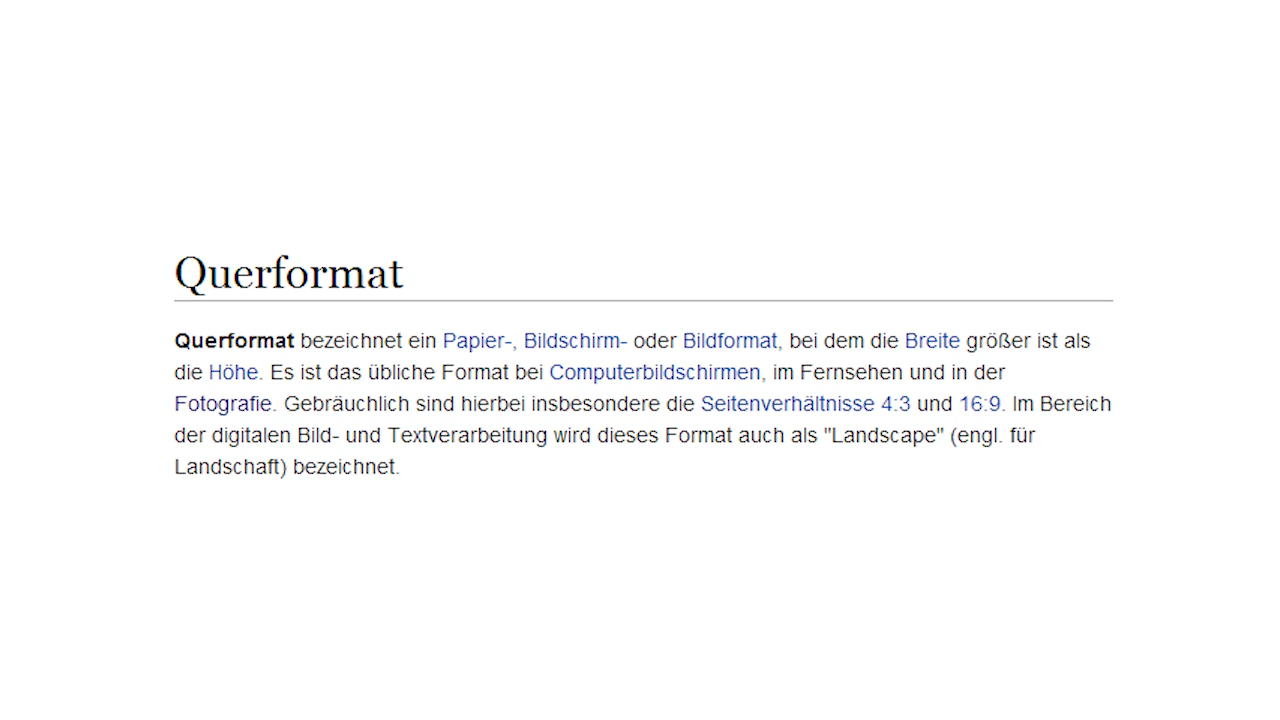 Querformat
Querformat bezeichnet ein Papier-, Bildschirm- oder Bildformat, bei dem die Breite größer ist als
die Höhe. Es ist das übliche Format bei Computerbildschirmen, im Fernsehen und in der
Fotografie. Gebräuchlich sind hierbei insbesondere die Seitenverhältnisse 4:3 und 16:9. Im Bereich
der digitalen Bild- und Textverarbeitung wird dieses Format auch als "Landscape" (engl. für
Landschaft) bezeichnet.